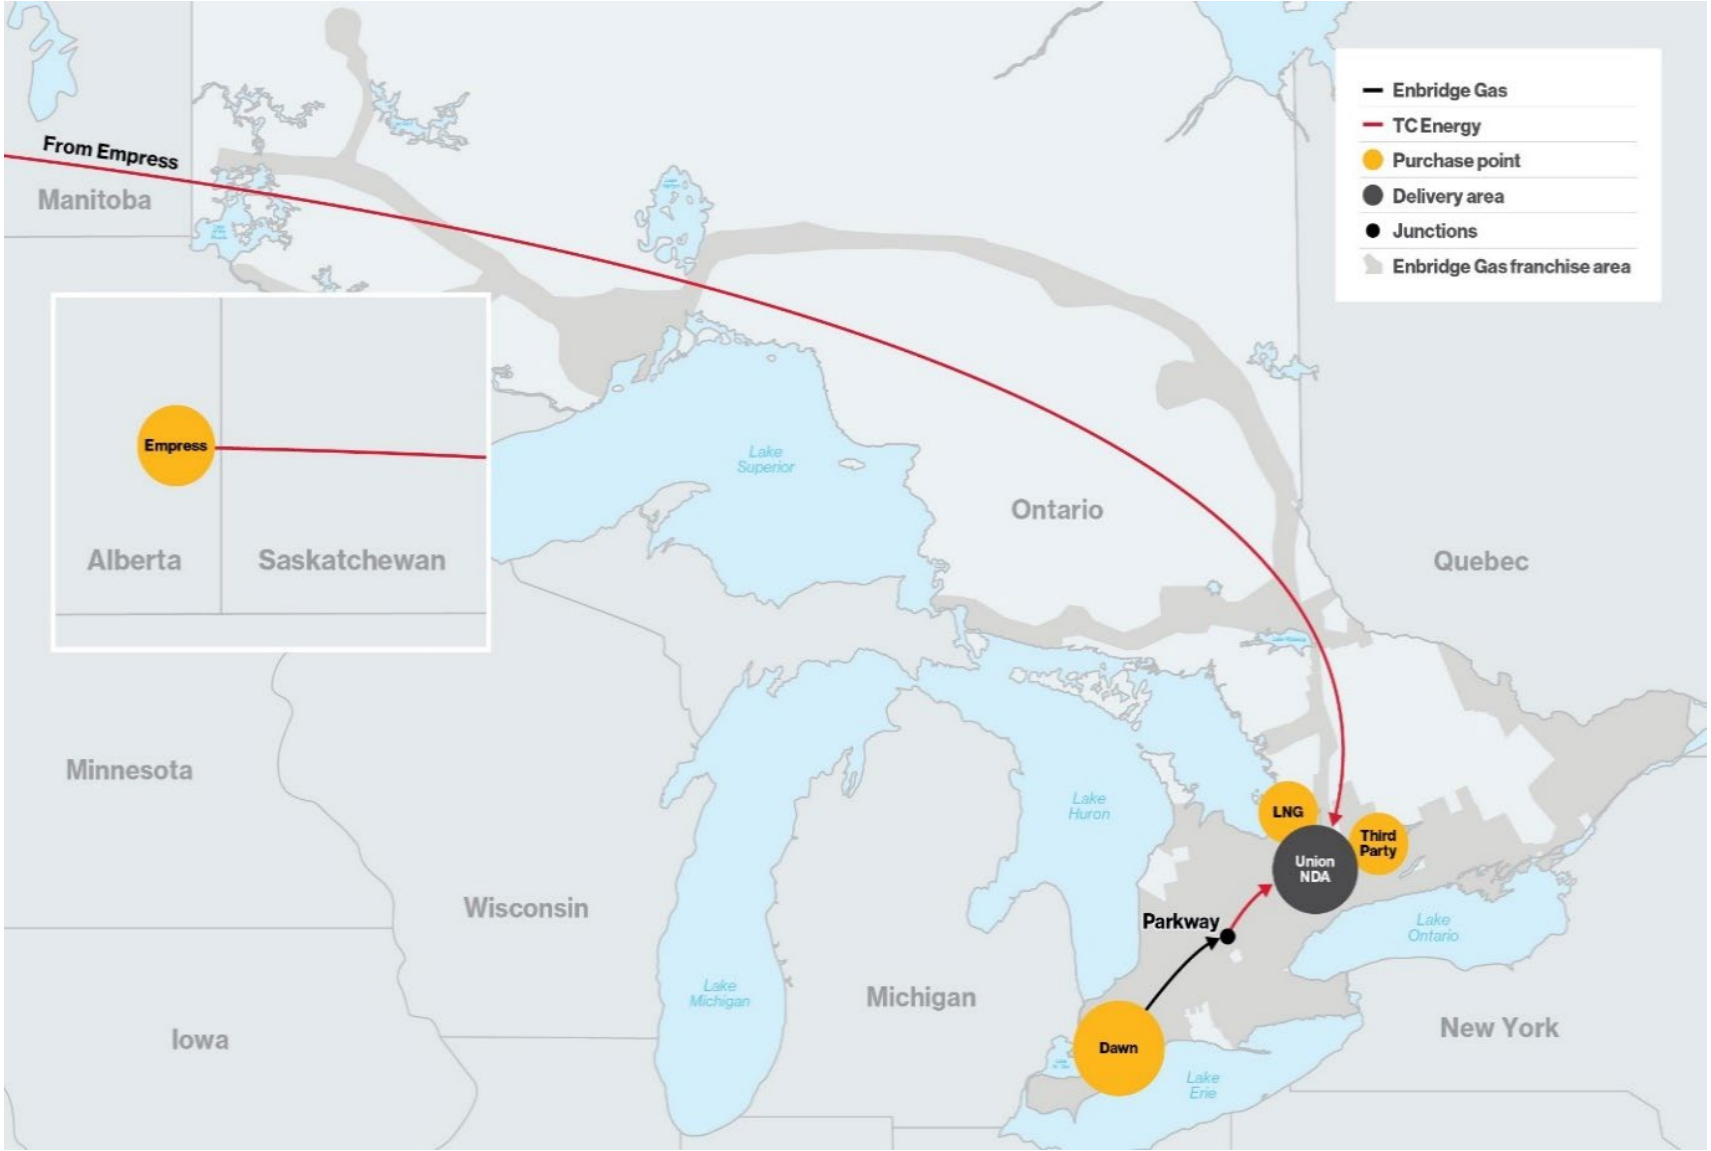 From Empress
Manitoba
Enbridge Gas
TC Energy
Purchase point
Delivery area
Junctions
Enbridge Gas franchise area
Empress
Alberta
Saskatchewan
Lake
Superior
Ontario
Quebec
Minnesota
Lake
Huron
LNG
Third
Party
Union
NDA
Wisconsin
Parkway
Lake
Ontario
Lake
Michigan
Michigan
Iowa
Dawn
New York
Lake
Erie